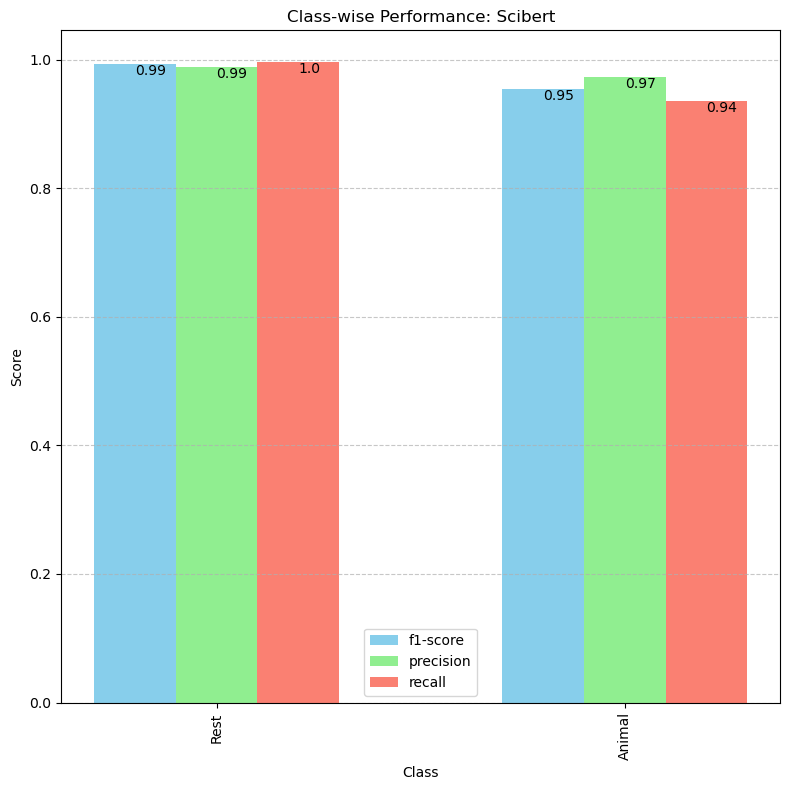 Class-wise Performance: Scibert
Score
1.0
0.8
0.6
0.4
0.2
0.0
0.99
0.99
1.0
0.95
0.97
0.94
f1-score
precision
recall
Rest
Animal
Class